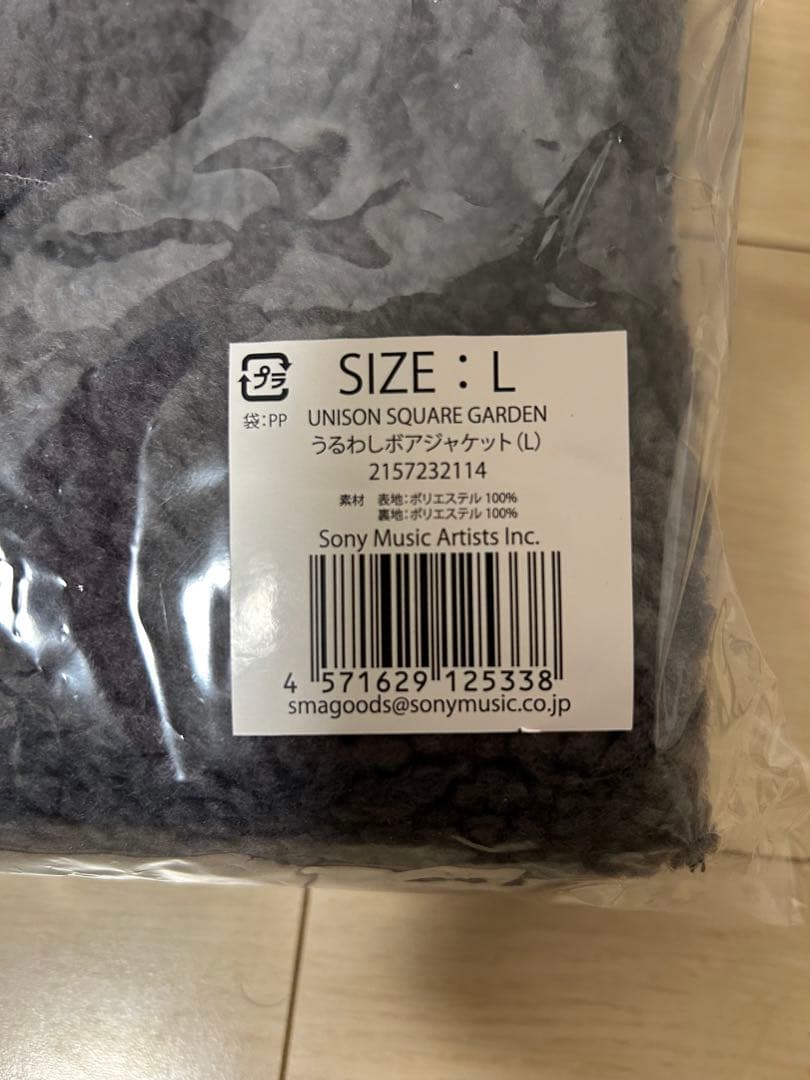 SIZE：L
プラ
袋：PP
UNISON SQUARE GARDEN
うるわしボアジャケット（L）
2157232114
素材　表地：ポリエステル 100%
裏地：ポリエステル 100%
Sony Music Artists Inc.
4 571629 125338
smagoods@sonymusic.co.jp